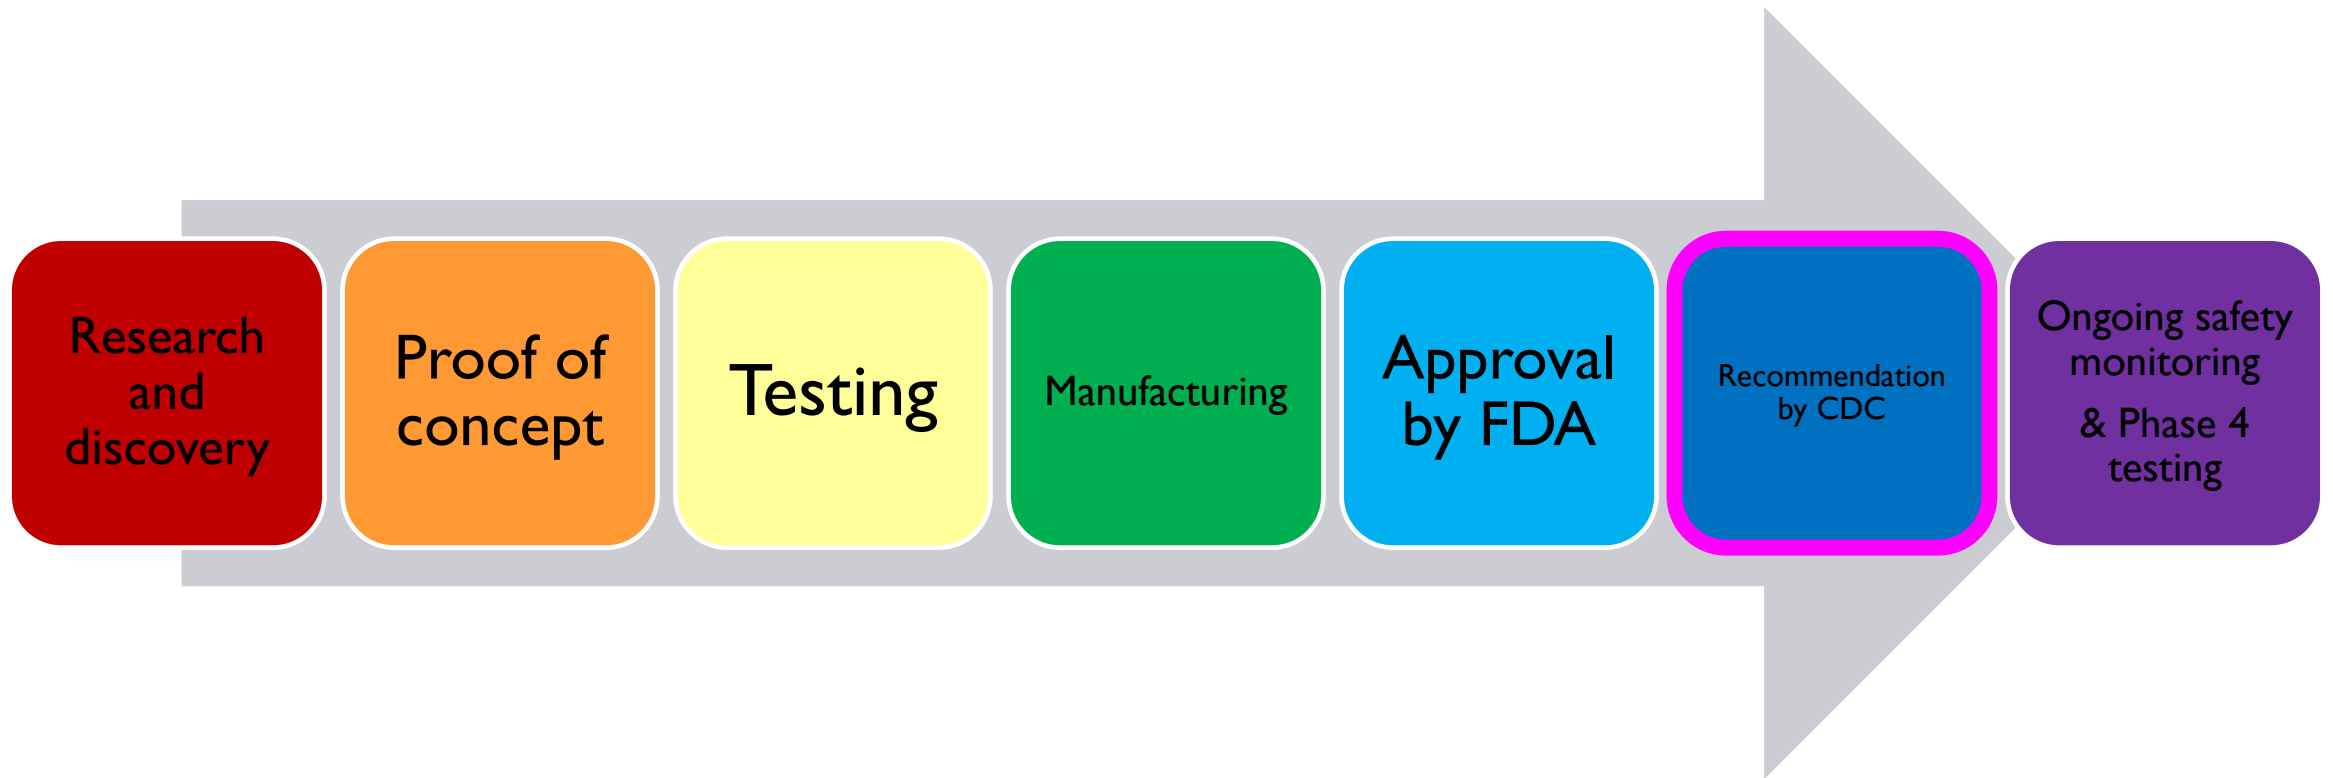 Research
and
discovery
Proof of
concept
Testing
Manufacturing
Approval
by FDA
Recommendation
by CDC
Ongoing safety
monitoring
& Phase 4
testing